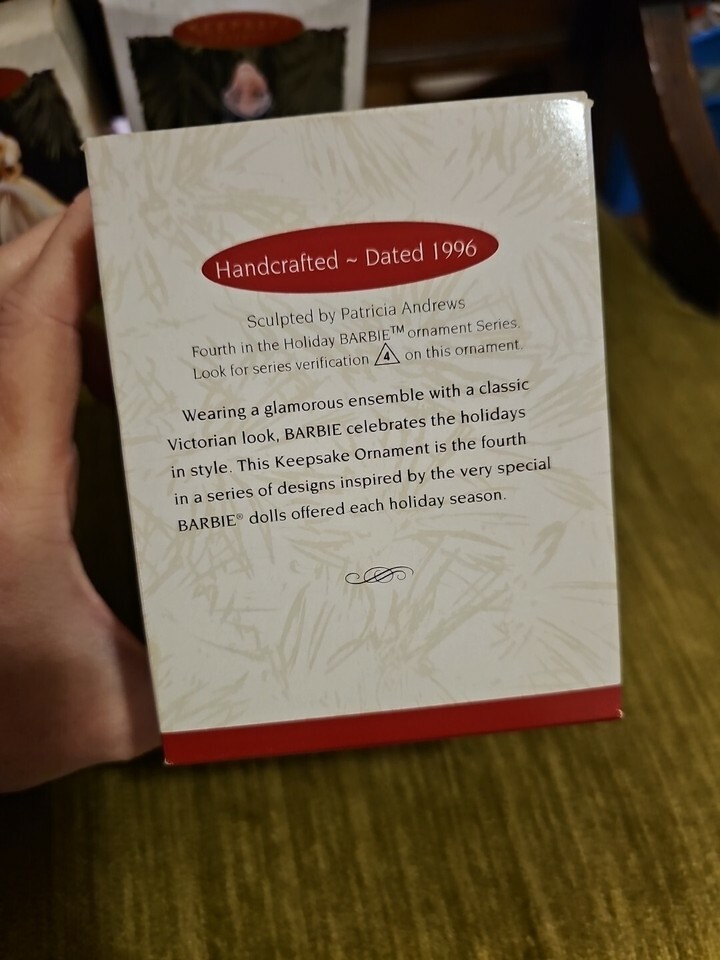 Handcrafted ~ Dated 1996
Sculpted by Patricia Andrews
Fourth in the Holiday BARBIE™ ornament Series.
Look for series verification 4 on this ornament.
Wearing a glamorous ensemble with a classic
Victorian look, BARBIE celebrates the holidays
in style. This Keepsake Ornament is the fourth
in a series of designs inspired by the very special
BARBIE® dolls offered each holiday season.